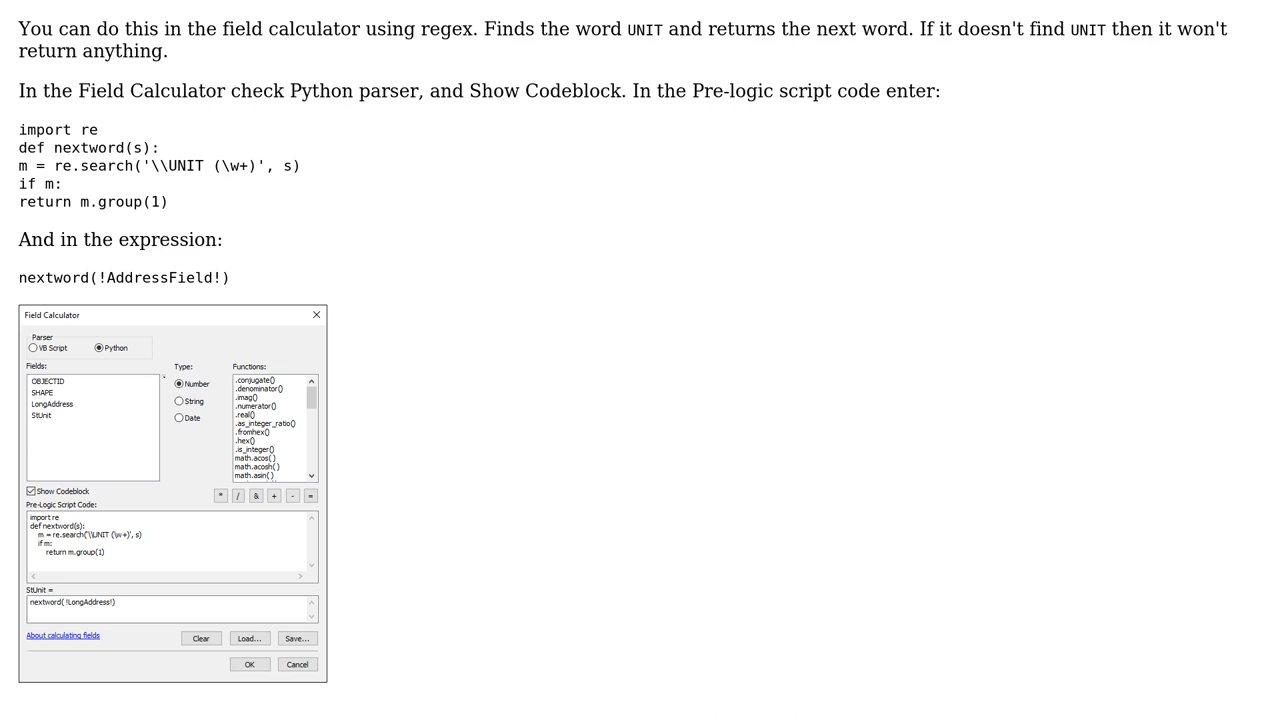 You can do this in the field calculator using regex. Finds the word UNIT and returns the next word. If it doesn't find UNIT then it won't
return anything.
In the Field Calculator check Python parser, and Show Codeblock. In the Pre-logic script code enter:
import re
def nextword(s):
m = re.search('\\UNIT (\w+)', s)
if m:
return m.group(1)
And in the expression:
nextword(!AddressField!)
Field Calculator
Parser
VB Script Python
Fields: Type: Functions:
OBJECTID
SHAPE
LongAddress
StUnit
Number
String
Date
.conjugate()
.denominator()
.imag()
.numerator()
.real()
.as_integer_ratio()
.fromhex()
.hex()
.is_integer()
math.acos( )
math.acosh( )
math.asin( )
Show Codeblock
* / & + - =
Pre-Logic Script Code:
import re
def nextword(s):
m = re.search('\\UNIT (\w+)', s)
if m:
return m.group(1)
StUnit =
nextword( !LongAddress!)
About calculating fields
Clear Load... Save...
OK Cancel